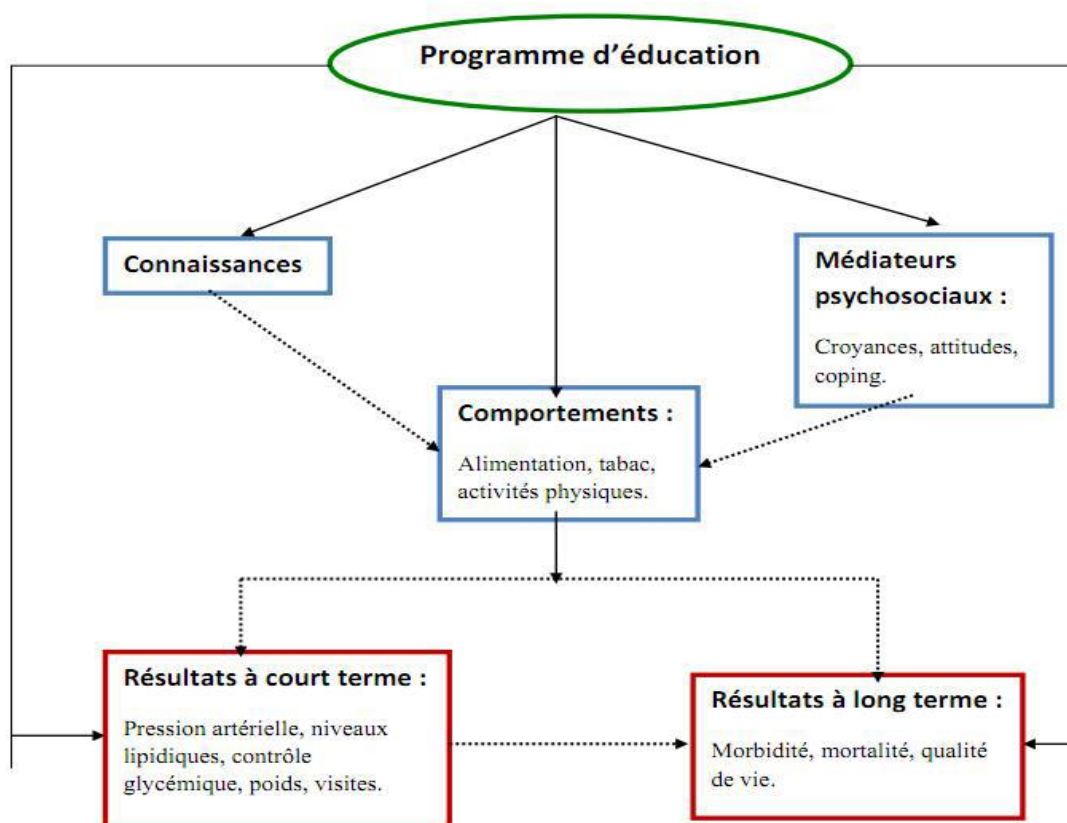 Programme d'éducation
Connaissances
Médiateurs
psychosociaux :
Croyances, attitudes,
coping.
Comportements :
Alimentation, tabac,
activités physiques.
Résultats à court terme :
Pression artérielle, niveaux
lipidiques, contrôle
glycémique, poids, visites.
Résultats à long terme :
Morbidité, mortalité, qualité
de vie.